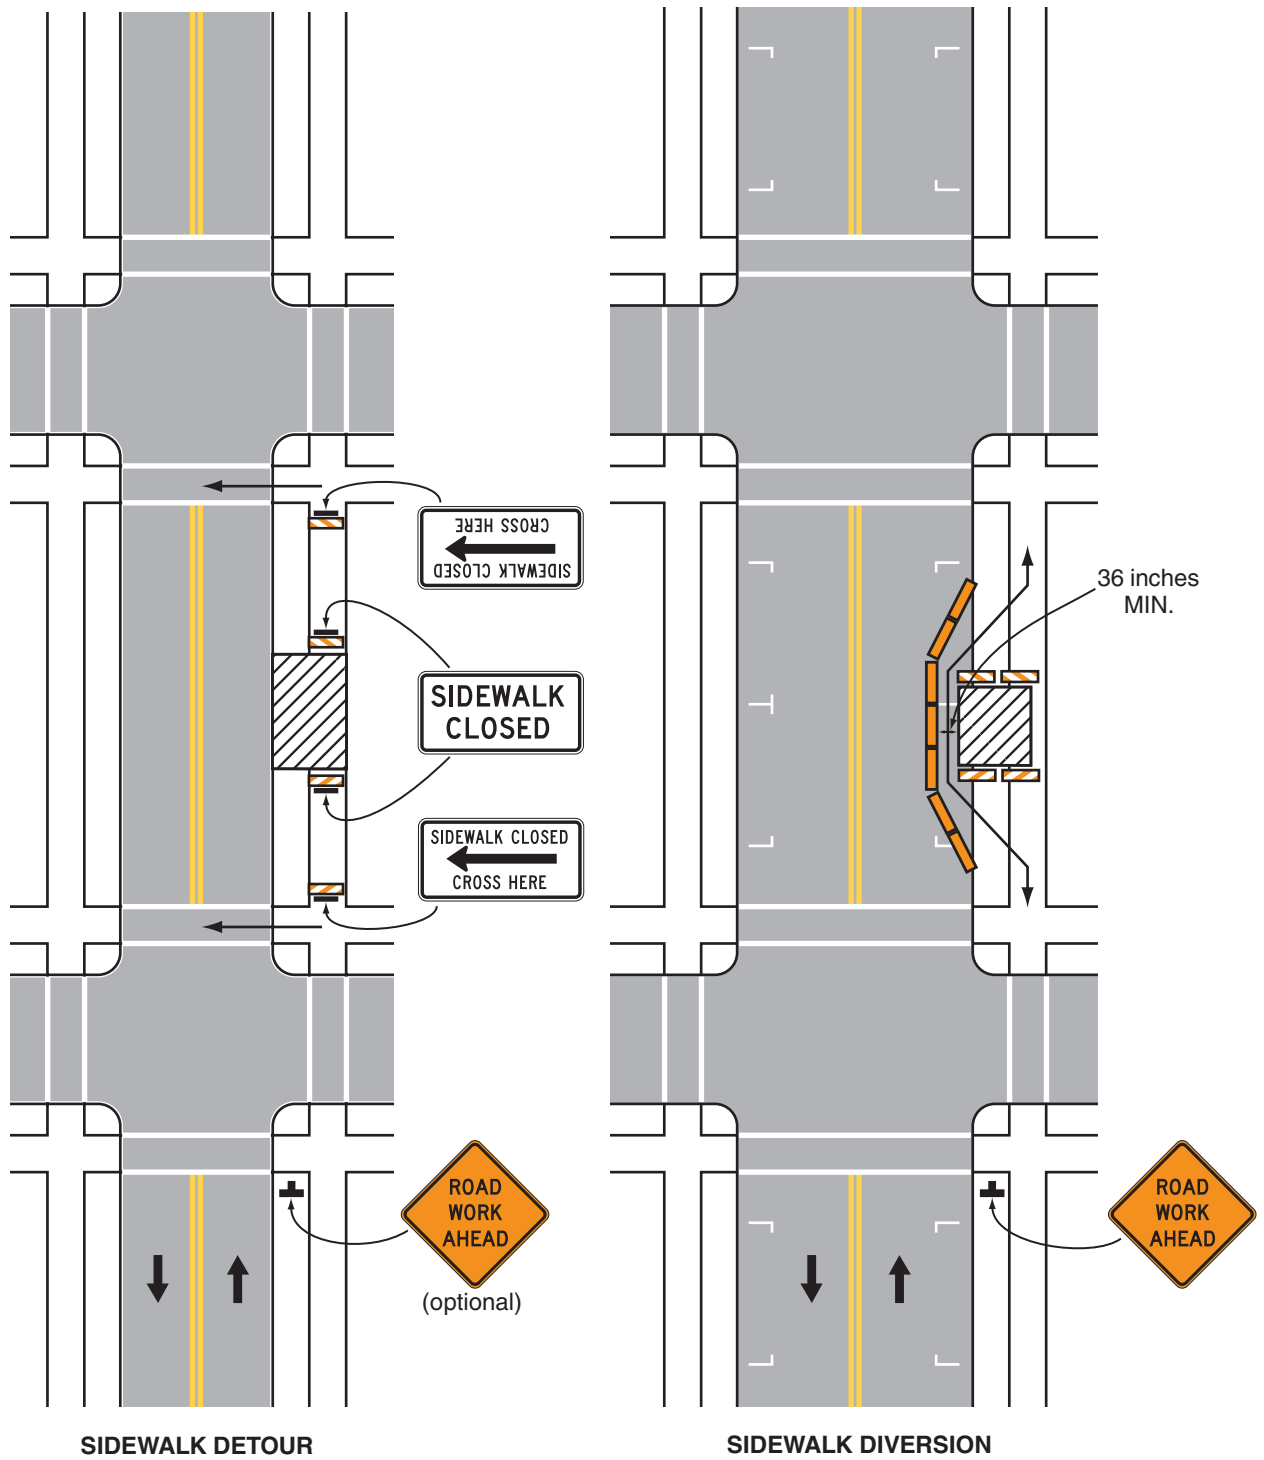 CROSS HERE
SIDEWALK CLOSED
36 inches
MIN.
SIDEWALK
CLOSED
SIDEWALK CLOSED
CROSS HERE
ROAD
WORK
AHEAD
(optional)
ROAD
WORK
AHEAD
SIDEWALK DETOUR
SIDEWALK DIVERSION